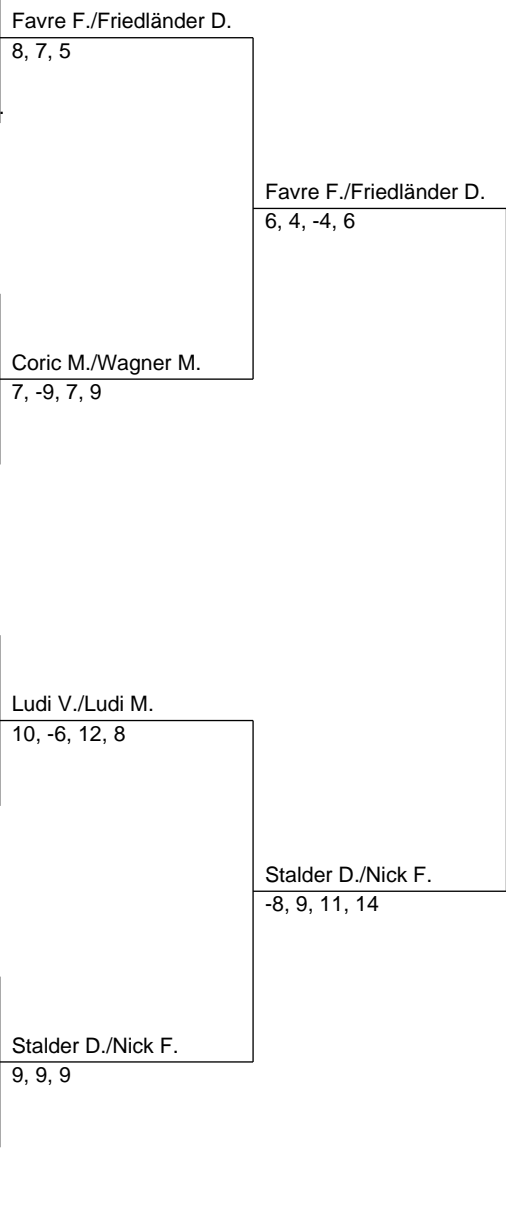 Favre F./Friedländer D.
8, 7, 5
Favre F./Friedländer D.
6, 4, -4, 6
Coric M./Wagner M.
7, -9, 7, 9
Ludi V./Ludi M.
10, -6, 12, 8
Stalder D./Nick F.
-8, 9, 11, 14
Stalder D./Nick F.
9, 9, 9